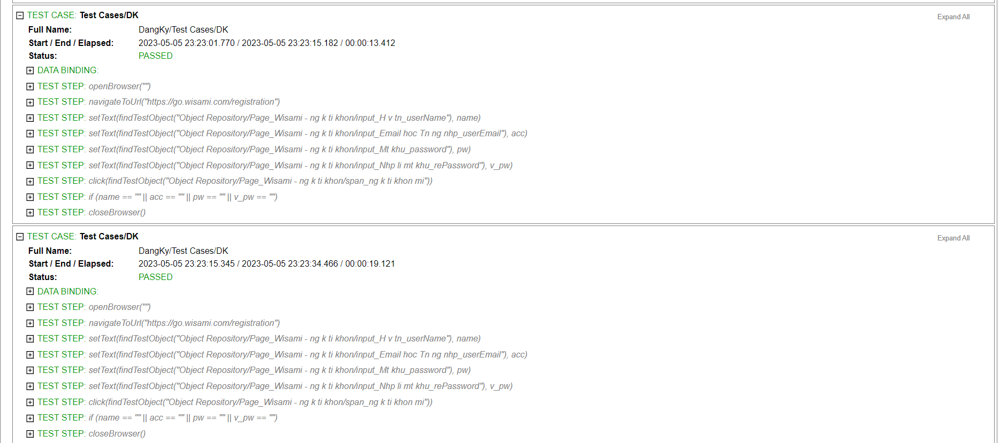 TEST CASE: Test Cases/DK Expand All
Full Name: DangKy/Test Cases/DK
Start / End / Elapsed: 2023-05-05 23:23:01.770 / 2023-05-05 23:23:15.182 / 00:00:13.412
Status: PASSED
DATA BINDING:
TEST STEP: openBrowser("")
TEST STEP: navigateToUrl("https://go.wisami.com/registration")
TEST STEP: setText(findTestObject("Object Repository/Page_Wisami - ng k ti khon/input_H v tn_userName"), name)
TEST STEP: setText(findTestObject("Object Repository/Page_Wisami - ng k ti khon/input_Email hoc Tn ng nhp_userEmail"), acc)
TEST STEP: setText(findTestObject("Object Repository/Page_Wisami - ng k ti khon/input_Mt khu_password"), pw)
TEST STEP: setText(findTestObject("Object Repository/Page_Wisami - ng k ti khon/input_Nhp li mt khu_rePassword"), v_pw)
TEST STEP: click(findTestObject("Object Repository/Page_Wisami - ng k ti khon/span_ng k ti khon mi"))
TEST STEP: if (name == "" || acc == "" || pw == "" || v_pw == "")
TEST STEP: closeBrowser()
TEST CASE: Test Cases/DK Expand All
Full Name: DangKy/Test Cases/DK
Start / End / Elapsed: 2023-05-05 23:23:15.345 / 2023-05-05 23:23:34.466 / 00:00:19.121
Status: PASSED
DATA BINDING:
TEST STEP: openBrowser("")
TEST STEP: navigateToUrl("https://go.wisami.com/registration")
TEST STEP: setText(findTestObject("Object Repository/Page_Wisami - ng k ti khon/input_H v tn_userName"), name)
TEST STEP: setText(findTestObject("Object Repository/Page_Wisami - ng k ti khon/input_Email hoc Tn ng nhp_userEmail"), acc)
TEST STEP: setText(findTestObject("Object Repository/Page_Wisami - ng k ti khon/input_Mt khu_password"), pw)
TEST STEP: setText(findTestObject("Object Repository/Page_Wisami - ng k ti khon/input_Nhp li mt khu_rePassword"), v_pw)
TEST STEP: click(findTestObject("Object Repository/Page_Wisami - ng k ti khon/span_ng k ti khon mi"))
TEST STEP: if (name == "" || acc == "" || pw == "" || v_pw == "")
TEST STEP: closeBrowser()